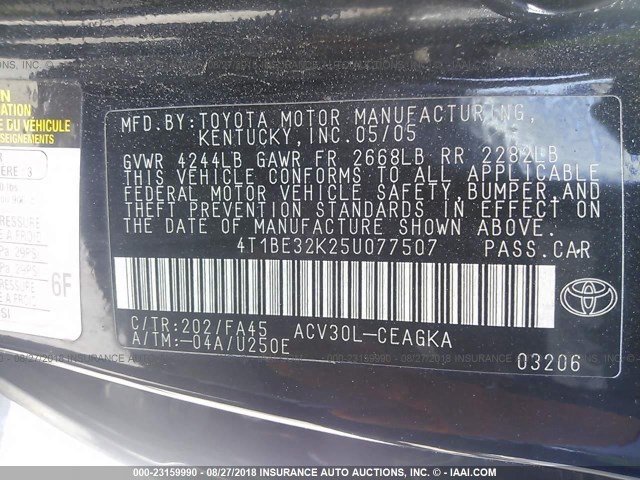 MFD.BY:TOYOTA MOTOR MANUFACTURING,
KENTUCKY,INC.05/05
GVWR 4244LB GAWR FR 2668LB RR 2282LB
THIS VEHICLE CONFORMS TO ALL APPLICABLE
FEDERAL MOTOR VEHICLE SAFETY,BUMPER,AND
THEFT PREVENTION STANDARDS IN EFFECT ON
THE DATE OF MANUFACTURE SHOWN ABOVE.
4T1BE32K25U077507 PASS.CAR
C/TR:202/FA45 ACV30L-CEAGKA
A/TM:-04A/U250E
03206
DU VÉHICULE
6F
000-23159990 - 08/27/2018 INSURANCE AUTO AUCTIONS, INC. © - IAAI.COM